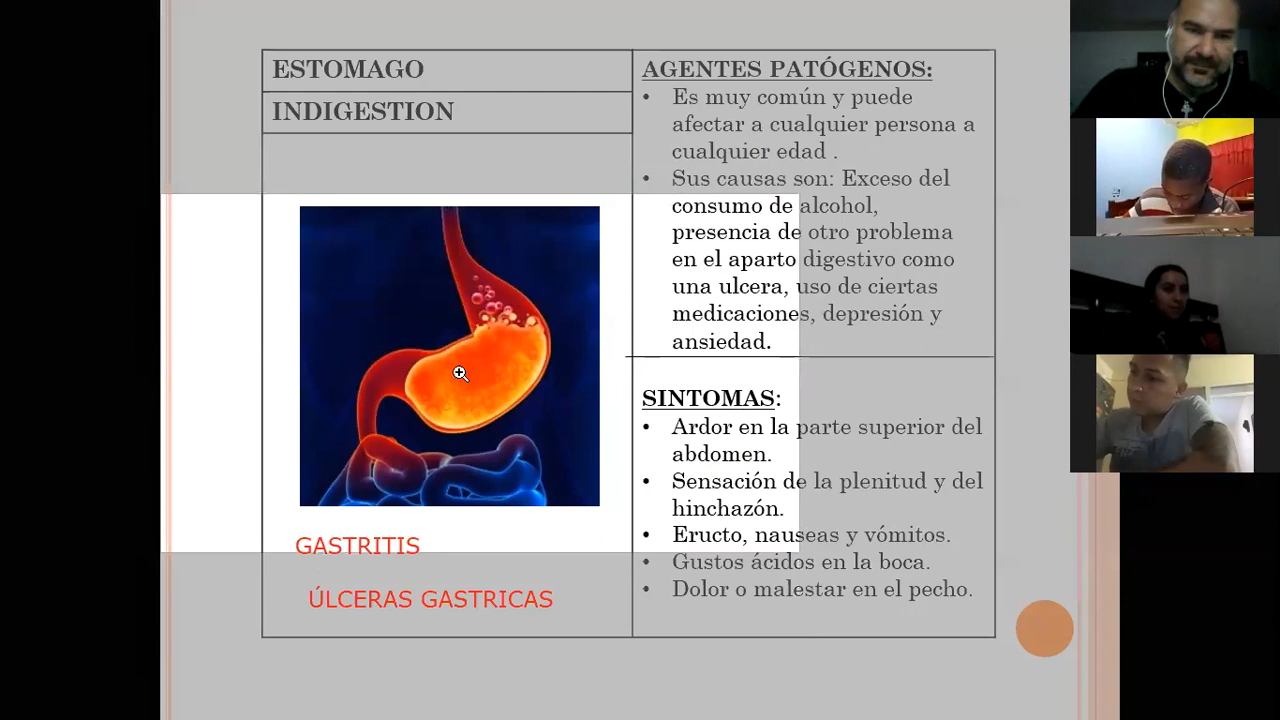 ESTOMAGO
INDIGESTION
GASTRITIS
ÚLCERAS GASTRICAS
AGENTES PATÓGENOS:
• Es muy común y puede
afectar a cualquier persona a
cualquier edad .
• Sus causas son: Exceso del
consumo de alcohol,
presencia de otro problema
en el aparto digestivo como
una ulcera, uso de ciertas
medicaciones, depresión y
ansiedad.
SINTOMAS:
• Ardor en la parte superior del
abdomen.
• Sensación de la plenitud y del
hinchazón.
• Eructo, nauseas y vómitos.
• Gustos ácidos en la boca.
• Dolor o malestar en el pecho.